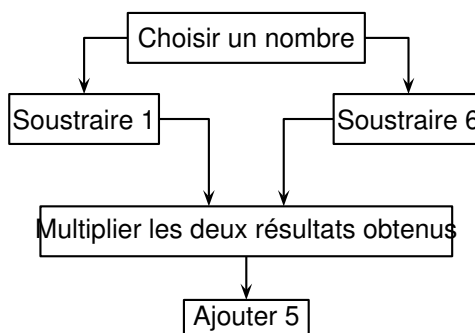 Choisir un nombre
Soustraire 1
Soustraire 6
Multiplier les deux résultats obtenus
Ajouter 5